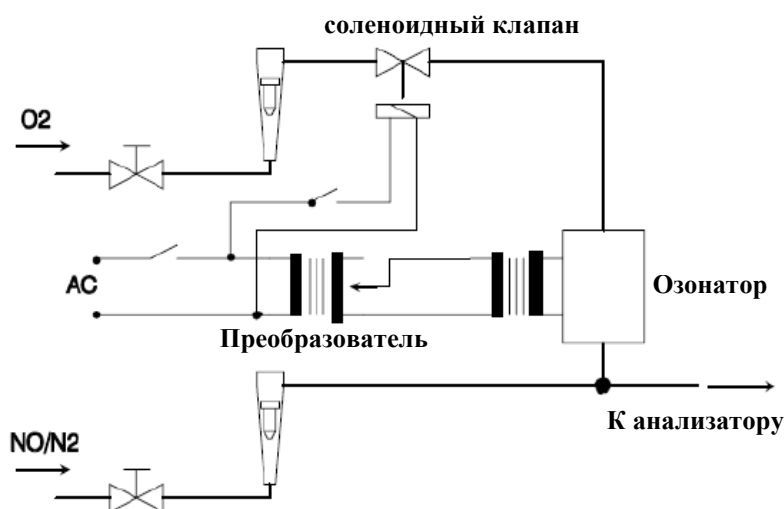 соленоидный клапан
O2
AC
Озонатор
Преобразователь
К анализатору
NO/N2